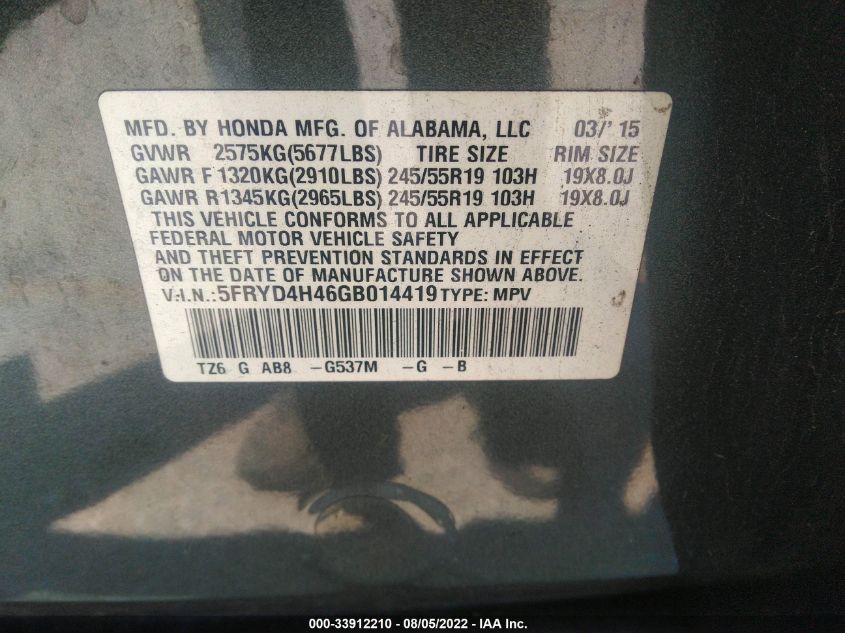 MFD. BY HONDA MFG. OF ALABAMA, LLC 03/'15
GVWR 2575KG(5677LBS) TIRE SIZE RIM SIZE
GAWR F 1320KG(2910LBS) 245/55R19 103H 19X8.0J
GAWR R1345KG(2965LBS) 245/55R19 103H 19X8.0J
THIS VEHICLE CONFORMS TO ALL APPLICABLE
FEDERAL MOTOR VEHICLE SAFETY
AND THEFT PREVENTION STANDARDS IN EFFECT
ON THE DATE OF MANUFACTURE SHOWN ABOVE.
V.I.N.:5FRYD4H46GB014419 TYPE: MPV
TZ6 G AB8 -G537M -G -B
000-33912210 - 08/05/2022 - IAA Inc.